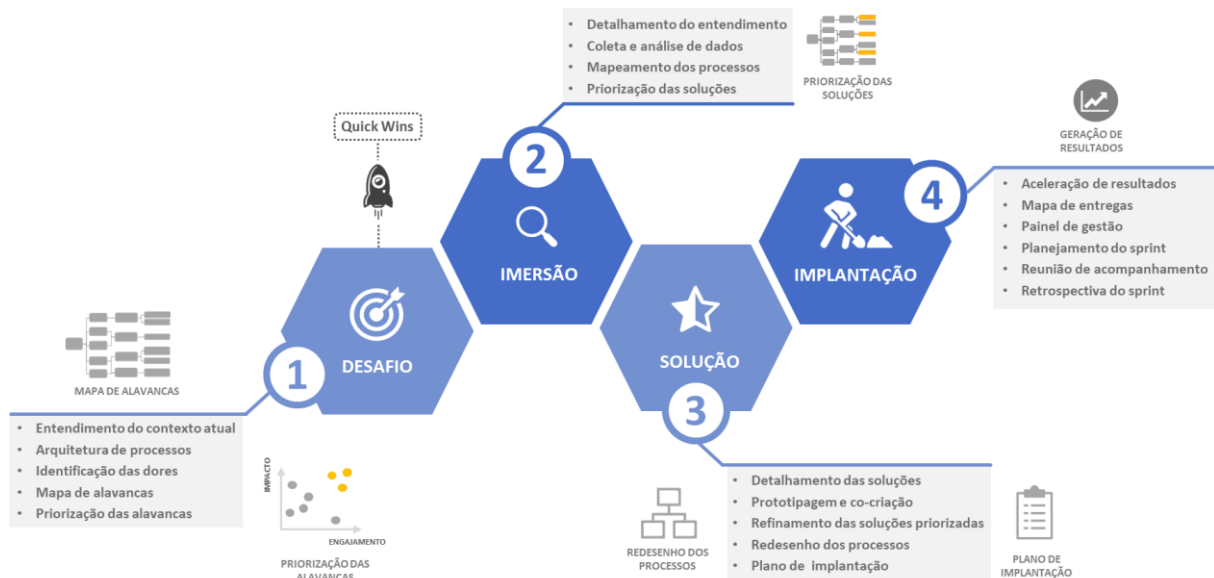 Quick Wins
1
DESAFIO
MAPA DE ALAVANCAS
• Entendimento do contexto atual
• Arquitetura de processos
• Identificação das dores
• Mapa de alavancas
• Priorização das alavancas
IMPACTO
ENGAJAMENTO
PRIORIZAÇÃO DAS
ALAVANCAS
2
IMERSÃO
• Detalhamento do entendimento
• Coleta e análise de dados
• Mapeamento dos processos
• Priorização das soluções
PRIORIZAÇÃO DAS
SOLUÇÕES
SOLUÇÃO
3
REDESENHO DOS
PROCESSOS
• Detalhamento das soluções
• Prototipagem e co-criação
• Refinamento das soluções priorizadas
• Redesenho dos processos
• Plano de implantação
PLANO DE
IMPLANTAÇÃO
4
IMPLANTAÇÃO
GERAÇÃO DE
RESULTADOS
• Aceleração de resultados
• Mapa de entregas
• Painel de gestão
• Planejamento do sprint
• Reunião de acompanhamento
• Retrospectiva do sprint